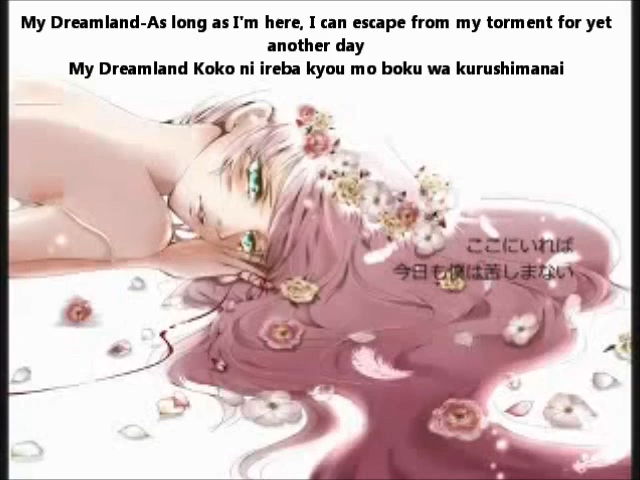 My Dreamland-As long as I'm here, I can escape from my torment for yet
another day
My Dreamland Koko ni ireba kyou mo boku wa kurushimanai
ここにいれば
今日も僕は苦しまない